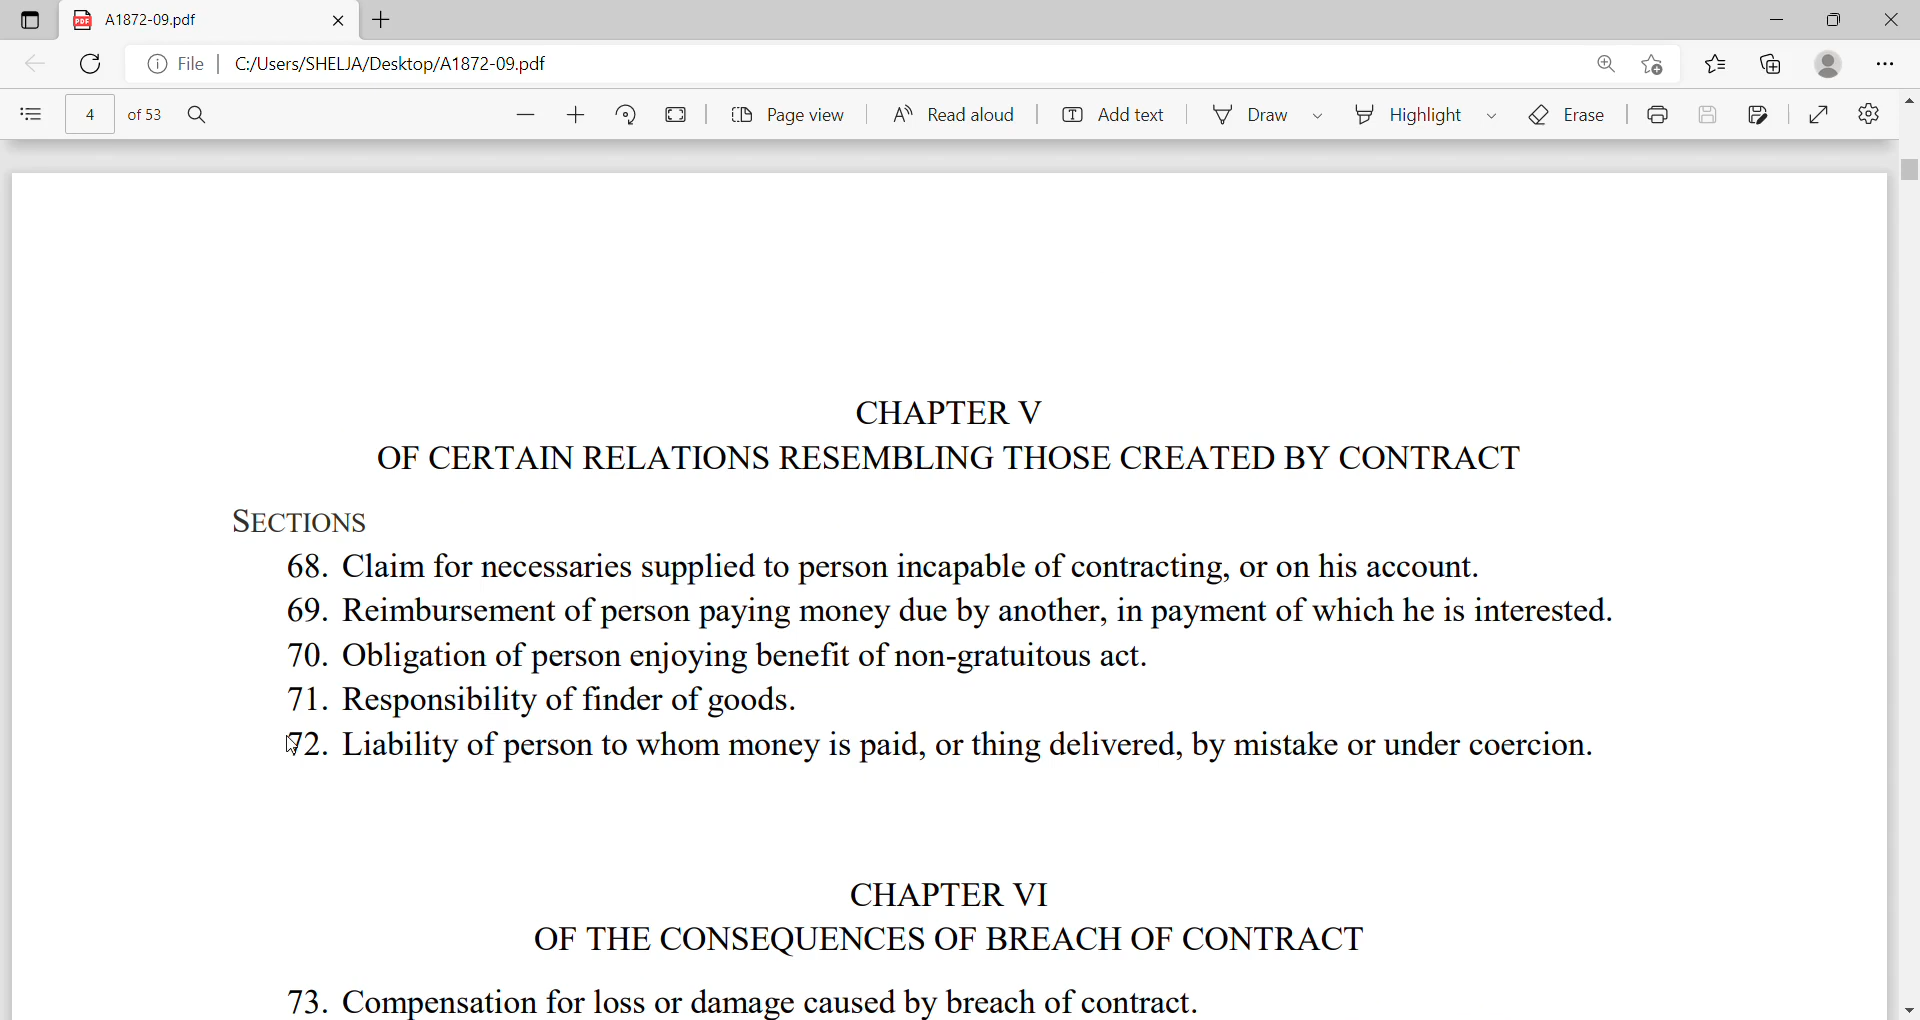 A1872-09.pdf
File
C:/Users/SHELJA/Desktop/A1872-09.pdf
4 of 53
Page view
Read aloud
Add text
Draw
Highlight
Erase
CHAPTER V
OF CERTAIN RELATIONS RESEMBLING THOSE CREATED BY CONTRACT
SECTIONS
68. Claim for necessaries supplied to person incapable of contracting, or on his account.
69. Reimbursement of person paying money due by another, in payment of which he is interested.
70. Obligation of person enjoying benefit of non-gratuitous act.
71. Responsibility of finder of goods.
72. Liability of person to whom money is paid, or thing delivered, by mistake or under coercion.
CHAPTER VI
OF THE CONSEQUENCES OF BREACH OF CONTRACT
73. Compensation for loss or damage caused by breach of contract.